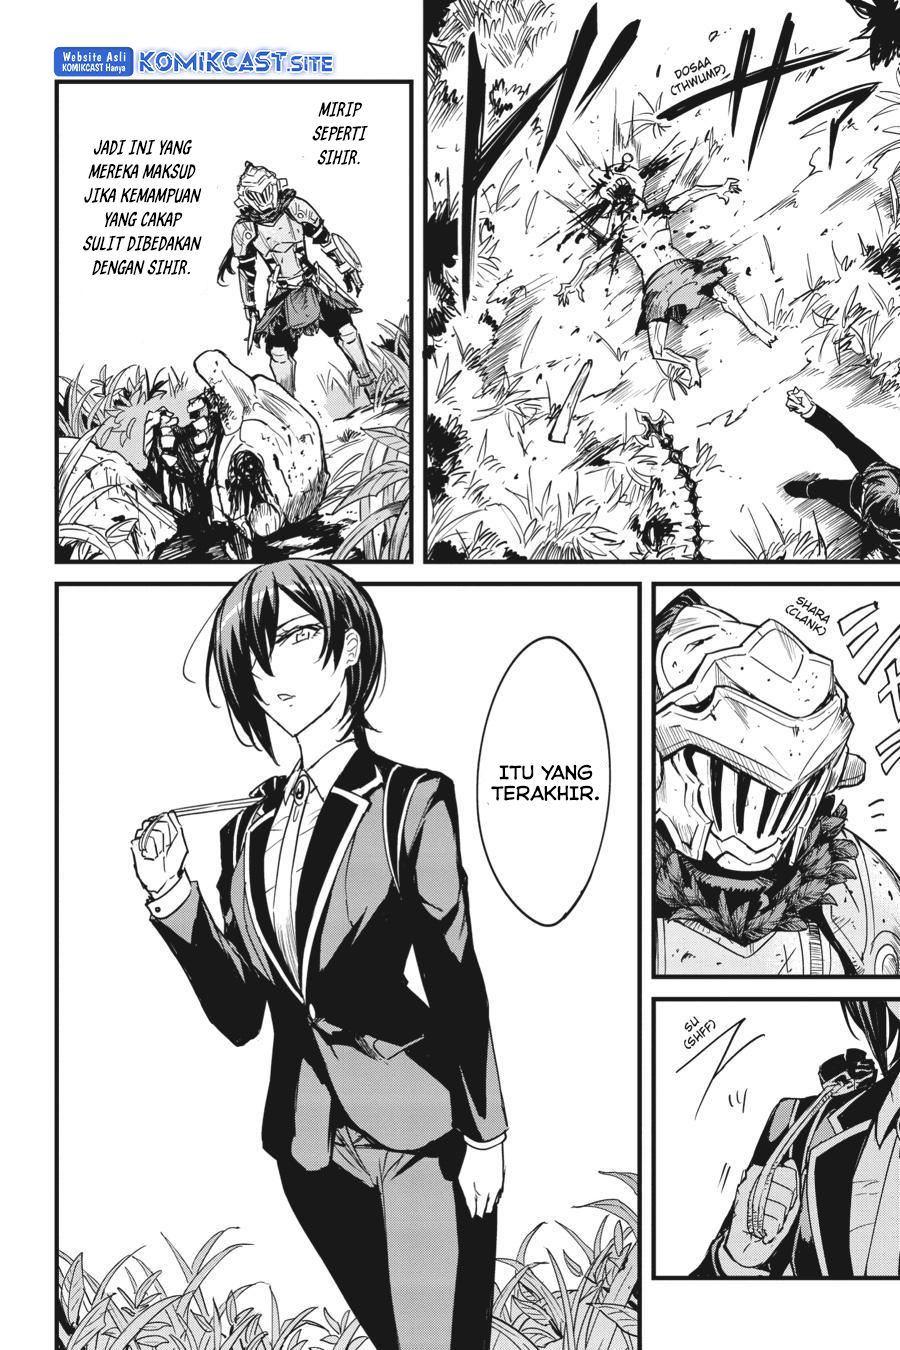 Website Asli
KOMIKCAST Hanya
KOMIKCAST.SITE
DOSAA
(THWUMP)
MIRIP
SEPERTI
SIHIR.
JADI INI YANG
MEREKA MAKSUD
JIKA KEMAMPUAN
YANG CAKAP
SULIT DIBEDAKAN
DENGAN SIHIR.
SHARA
(CLANK)
SU
(SHFF)
ITU YANG
TERAKHIR.